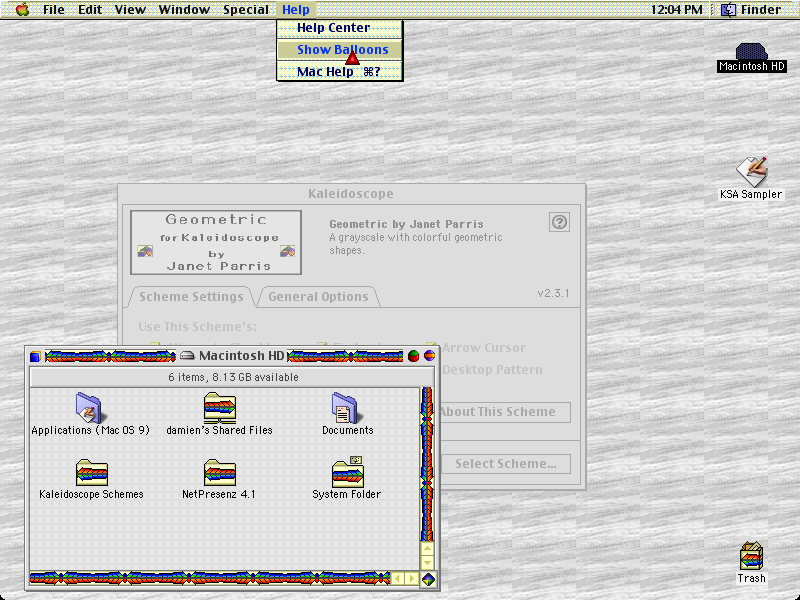 File Edit View Window Special Help 12:04 PM Finder
Help Center
Show Balloons
Mac Help ⌘?
Macintosh HD
KSA Sampler
Kaleidoscope
Geometric
for Kaleidoscope
by
Janet Parris
Geometric by Janet Parris
A grayscale with colorful geometric
shapes.
?
v2.3.1
Scheme Settings General Options
Use This Scheme's:
Arrow Cursor
Desktop Pattern
About This Scheme
Select Scheme...
Macintosh HD
6 items, 8.13 GB available
Applications (Mac OS 9) damien's Shared Files Documents
Kaleidoscope Schemes NetPresenz 4.1 System Folder
Trash